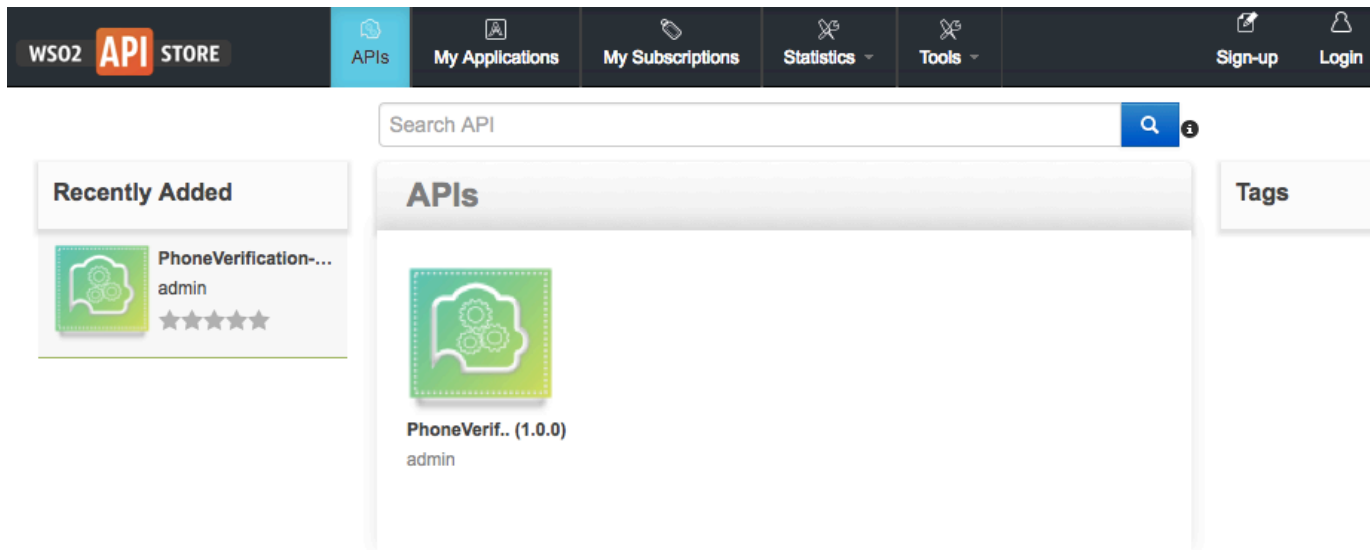 WSO2 API STORE
APIs
My Applications
My Subscriptions
Statistics
Tools
Sign-up
Login
Search API
Recently Added
PhoneVerification-...
admin
APIs
PhoneVerif.. (1.0.0)
admin
Tags